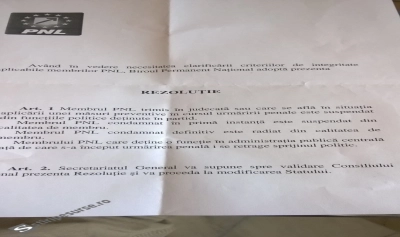 PNL
Având în vedere necesitatea clarificării criteriilor de integritate
aplicabile membrilor PNL, Biroul Permanent Național adoptă prezenta
REZOLUȚIE
Art. 1 Membrul PNL trimis în judecată sau care se află în situația
aplicării unei măsuri preventive în cursul urmăririi penale este suspendat
din funcțiile politice deținute în partid.
Membrul PNL condamnat în primă instanță este suspendat din
calitatea de membru.
Membrul PNL condamnat definitiv este radiat din calitatea de
membru.
Membrului PNL care deține o funcție în administrația publică centrală
față de care s-a început urmărirea penală i se retrage sprijinul politic.
Art. 2. Secretariatul General va supune spre validare Consiliului
prezenta Rezoluție și va proceda la modificarea Statului.